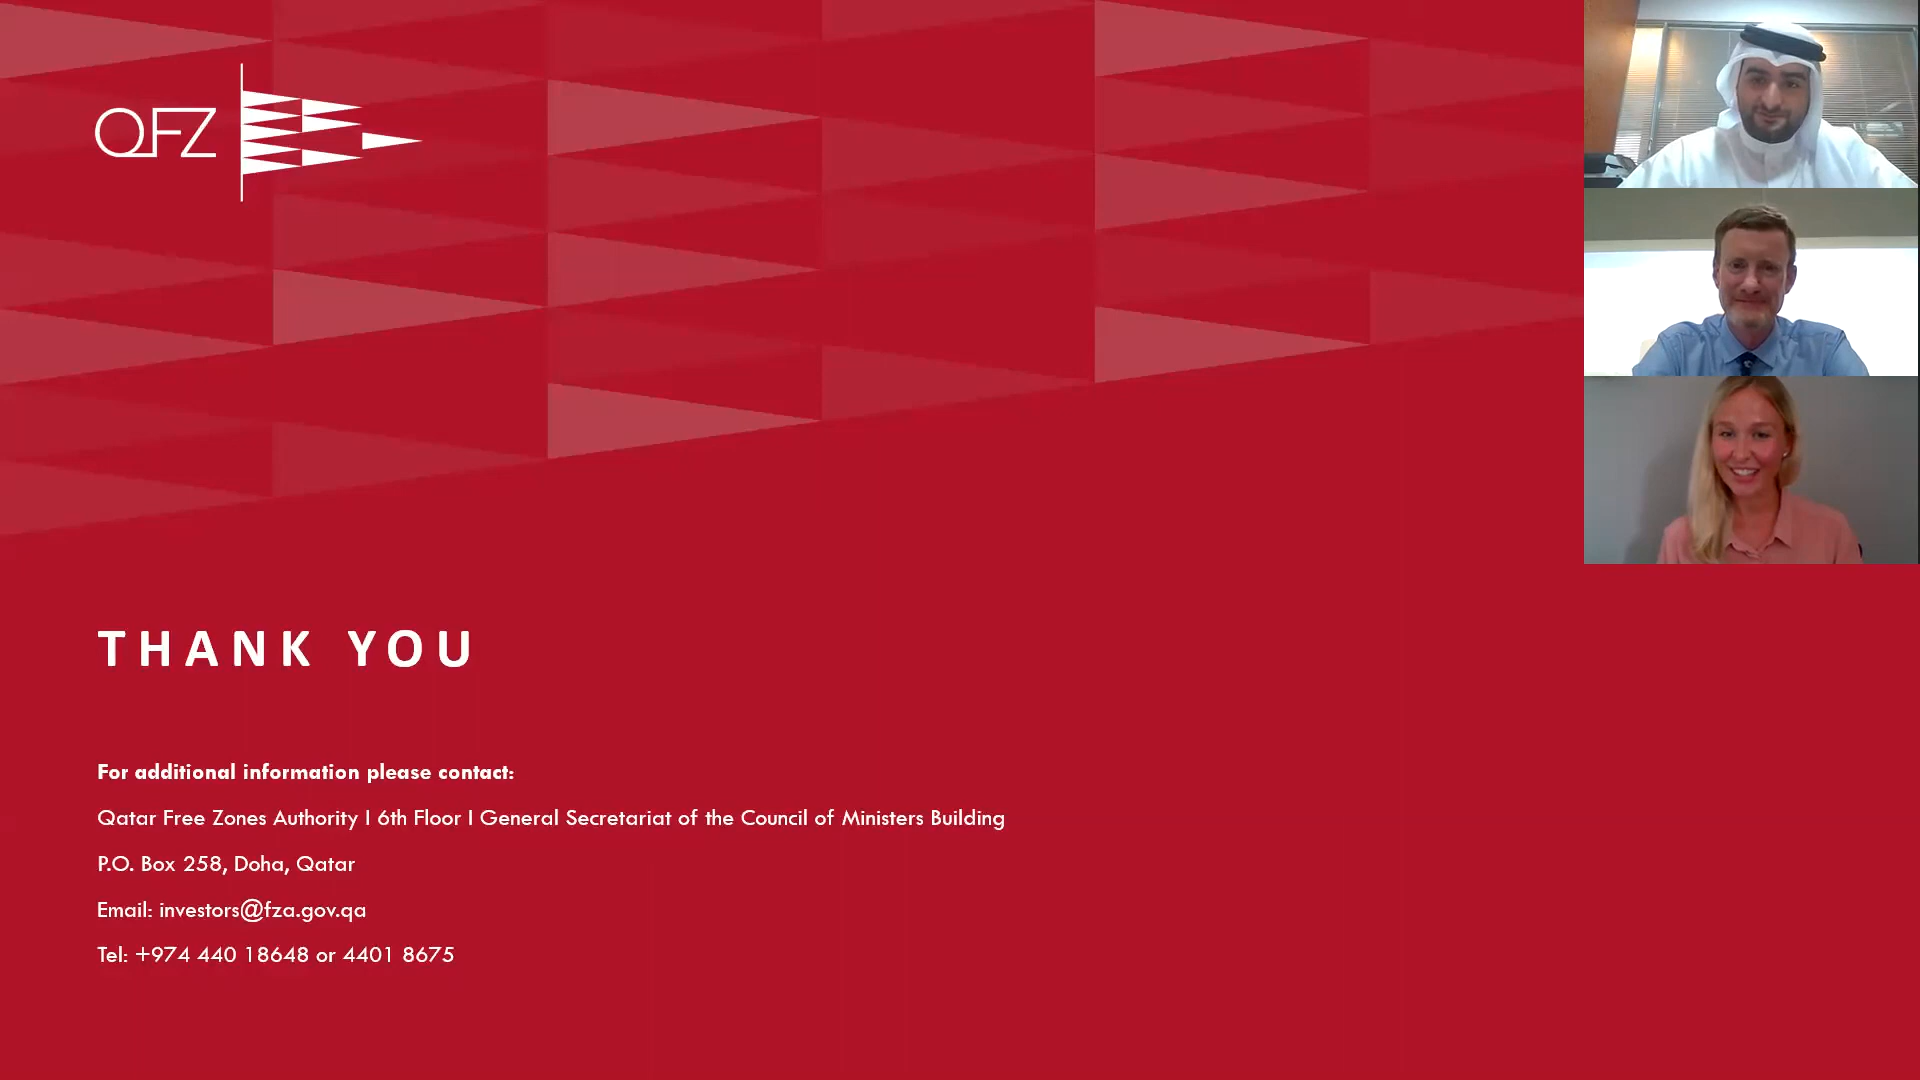 QFZ
THANK YOU
For additional information please contact:
Qatar Free Zones Authority I 6th Floor I General Secretariat of the Council of Ministers Building
P.O. Box 258, Doha, Qatar
Email: investors@fza.gov.qa
Tel: +974 440 18648 or 4401 8675